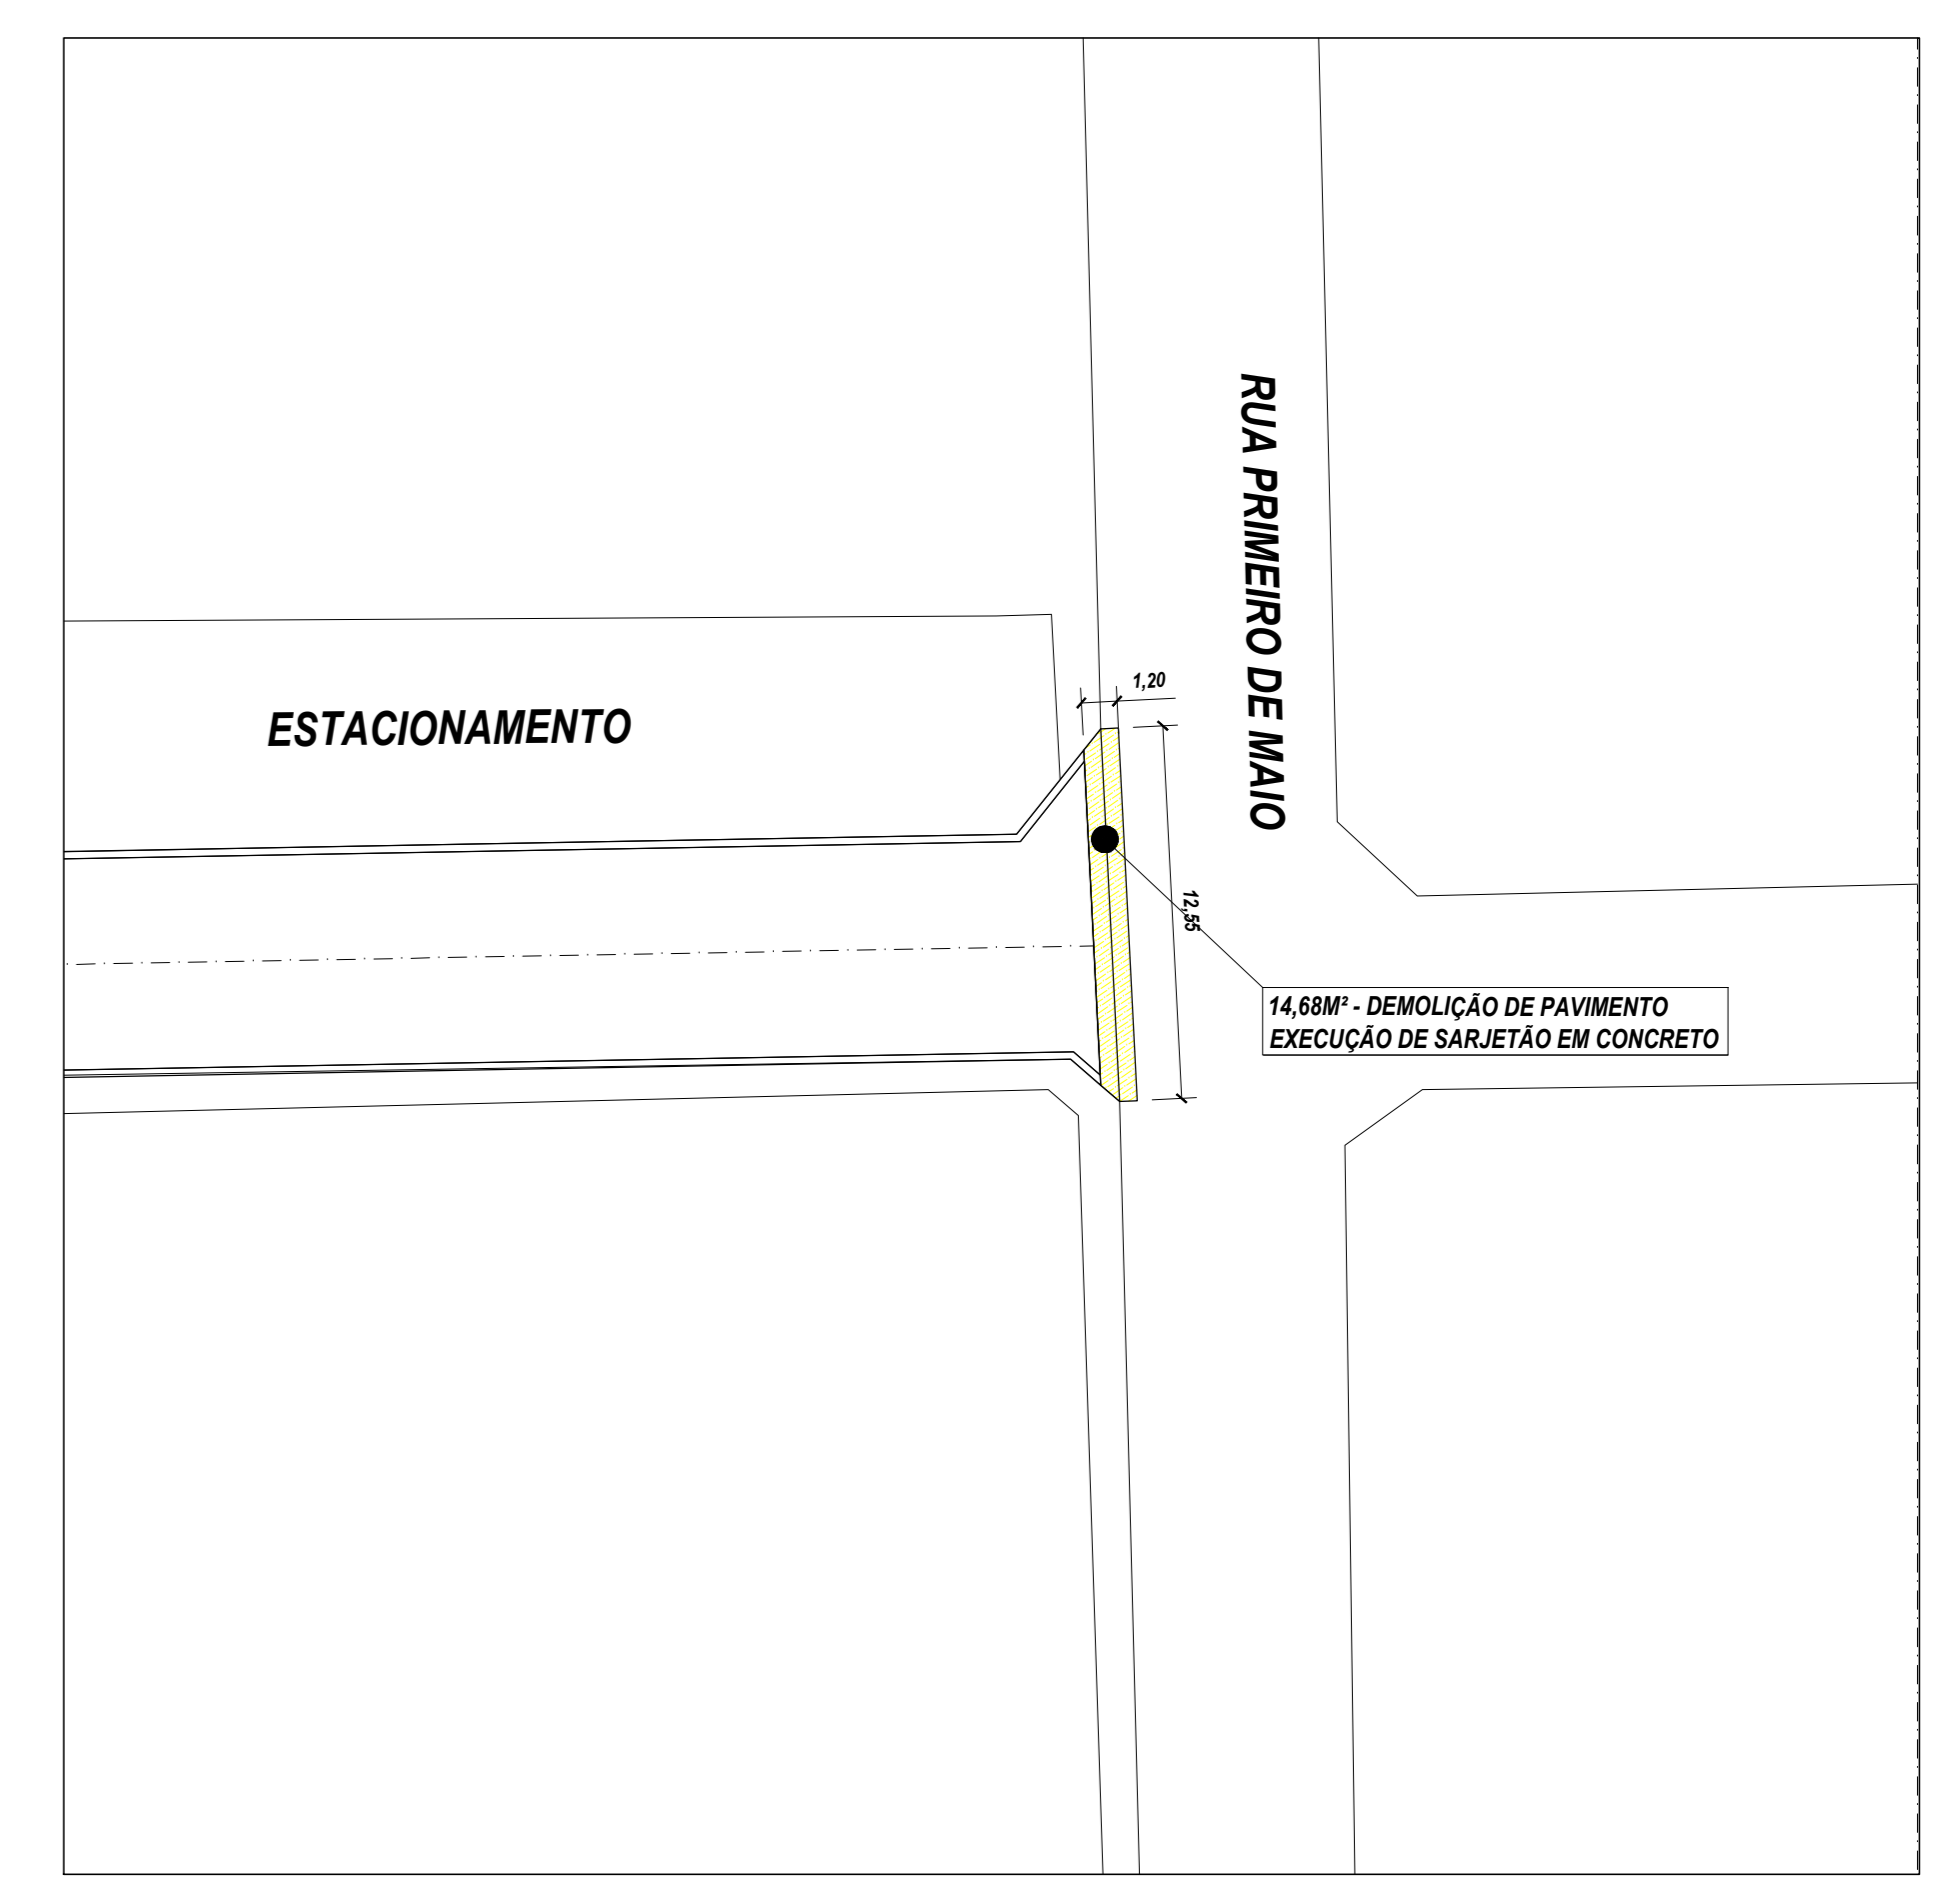 RUA PRIMEIRO DE MAIO
ESTACIONAMENTO
1,20
12,55
14,68M² - DEMOLIÇÃO DE PAVIMENTO
EXECUÇÃO DE SARJETÃO EM CONCRETO